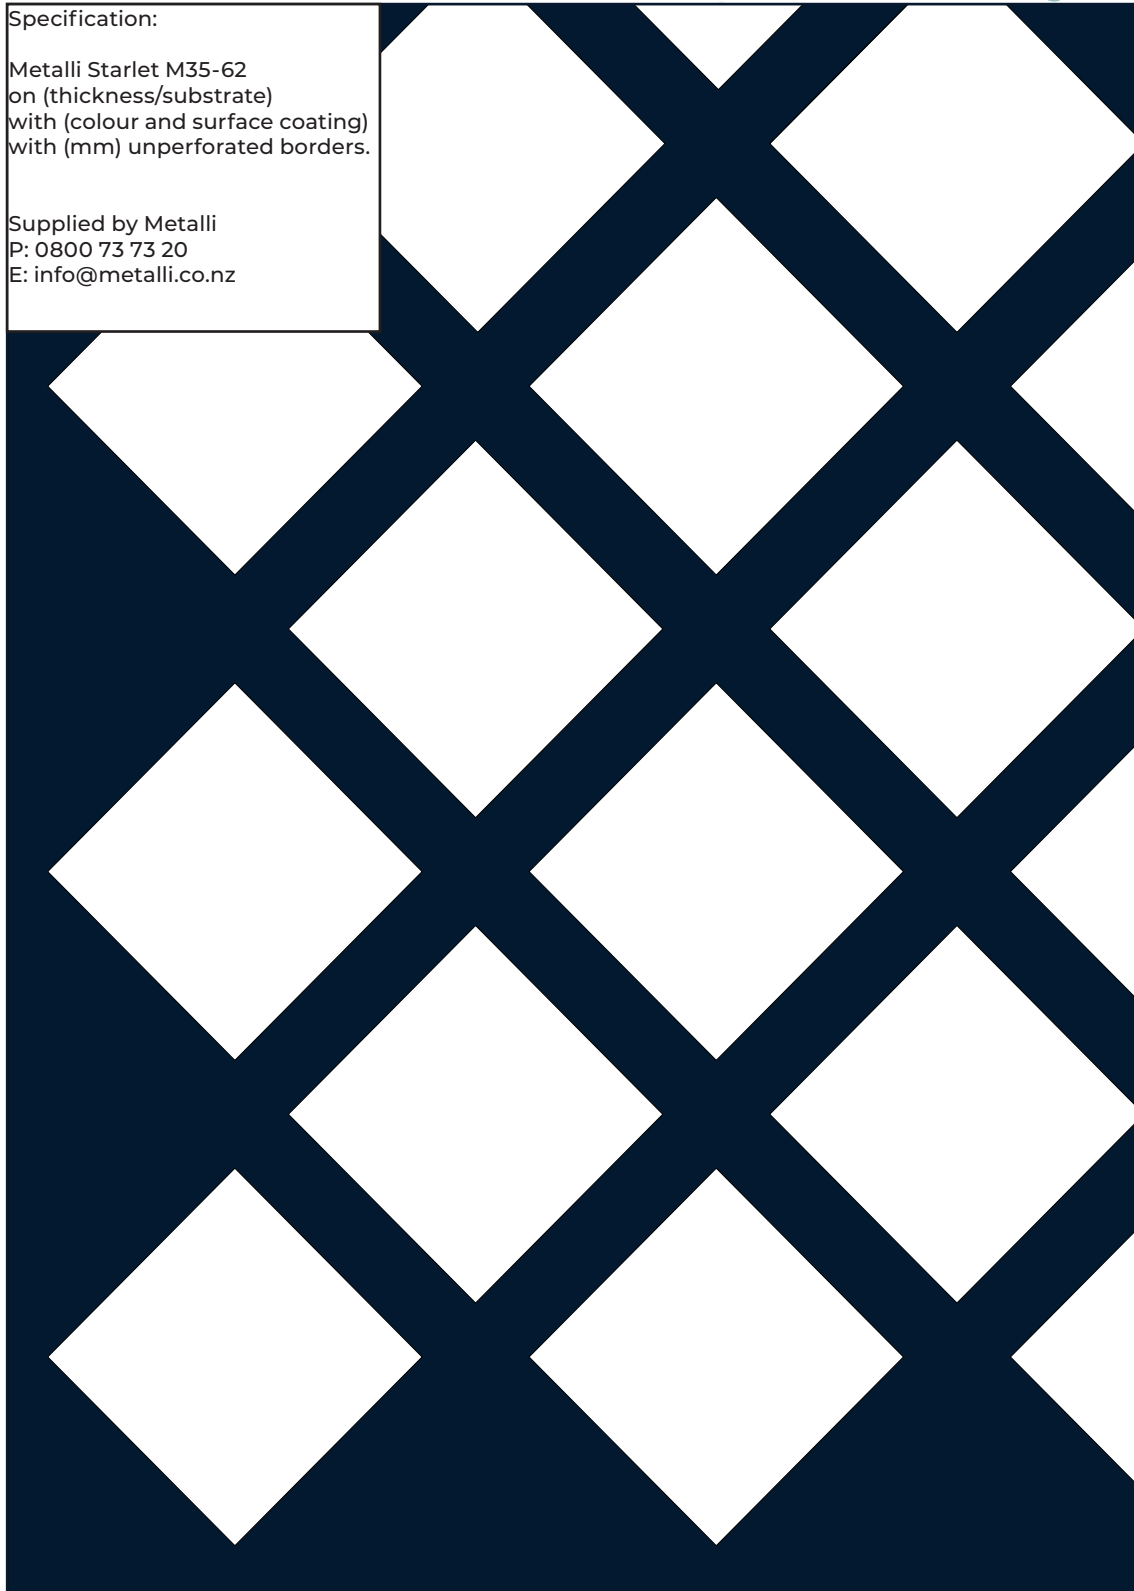 Specification:
Metalli Starlet M35-62
on (thickness/substrate)
with (colour and surface coating)
with (mm) unperforated borders.
Supplied by Metalli
P: 0800 73 73 20
E: info@metalli.co.nz